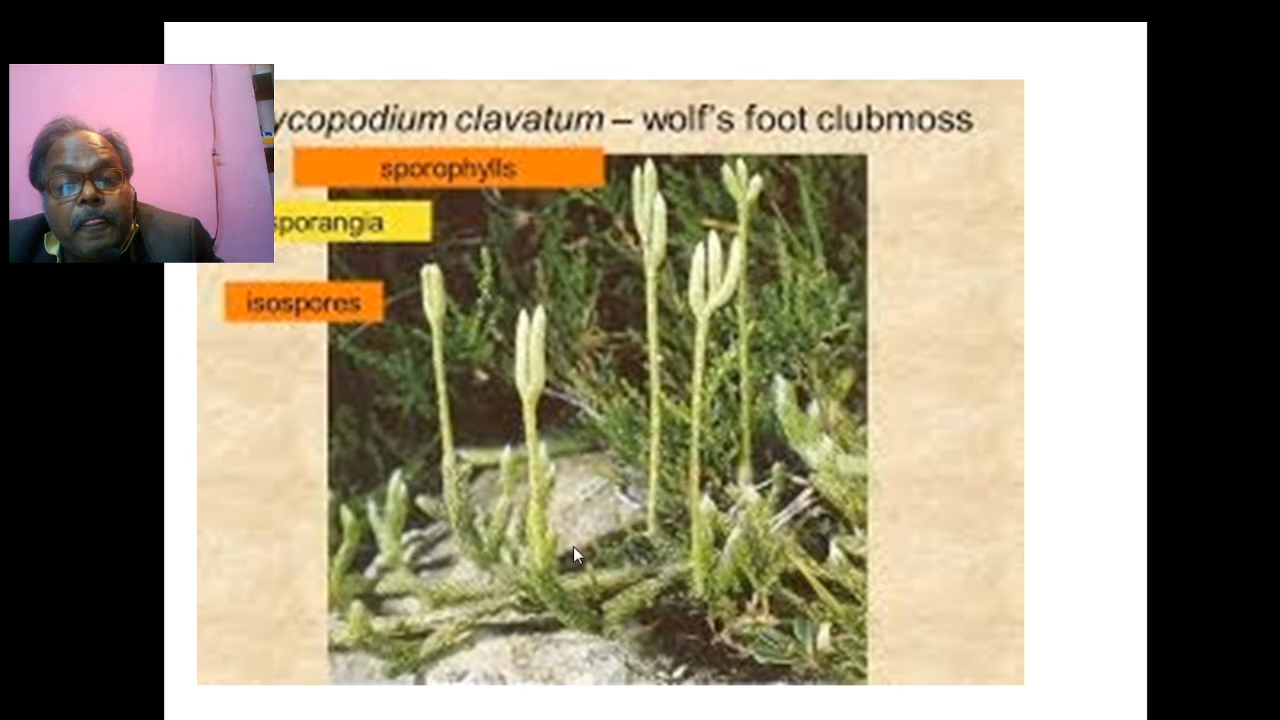 ycopodium clavatum – wolf's foot clubmoss
sporophylls
sporangia
isospores